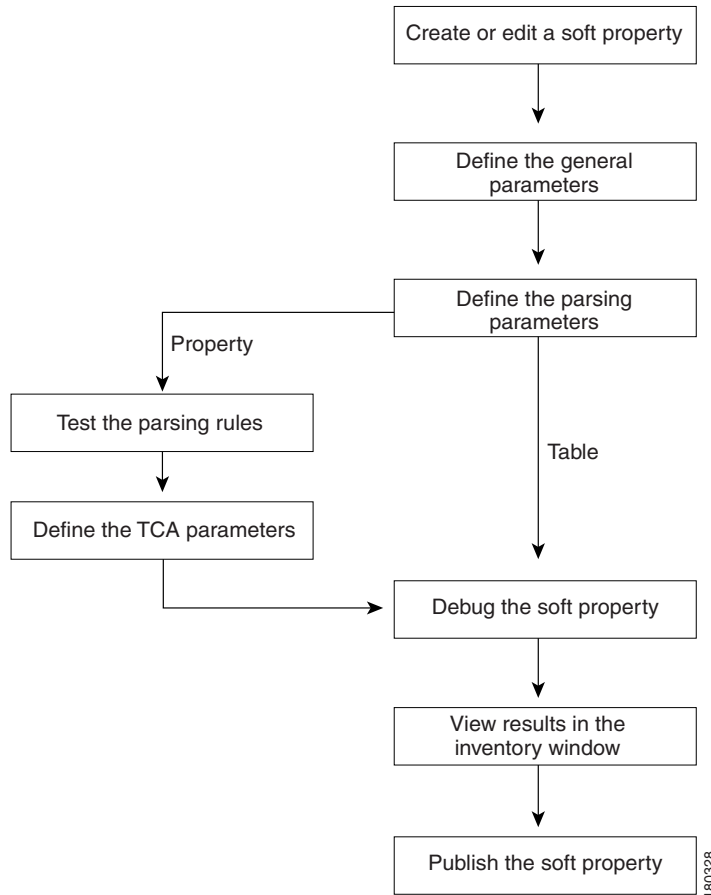 Create or edit a soft property
Define the general
parameters
Define the parsing
parameters
Property
Test the parsing rules
Table
Define the TCA parameters
Debug the soft property
View results in the
inventory window
Publish the soft property
80328